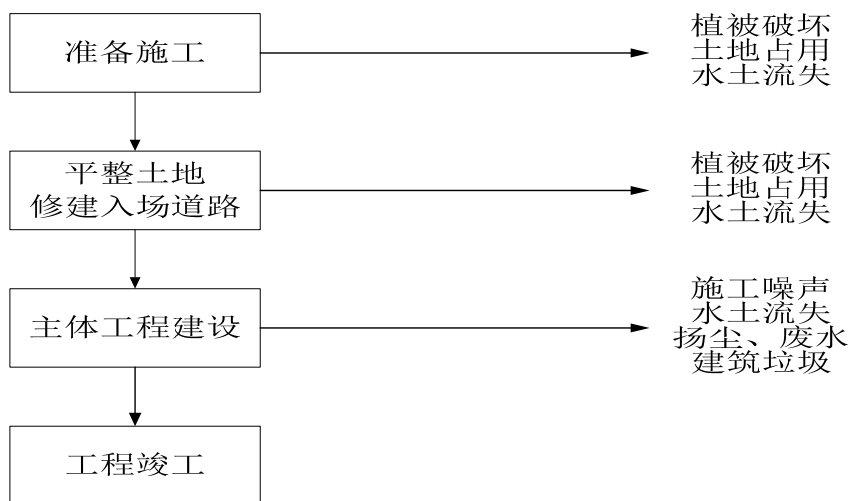 准备施工
植被破坏
土地占用
水土流失
平整土地
修建入场道路
植被破坏
土地占用
水土流失
主体工程建设
施工噪声
水土流失
扬尘、废水
建筑垃圾
工程竣工